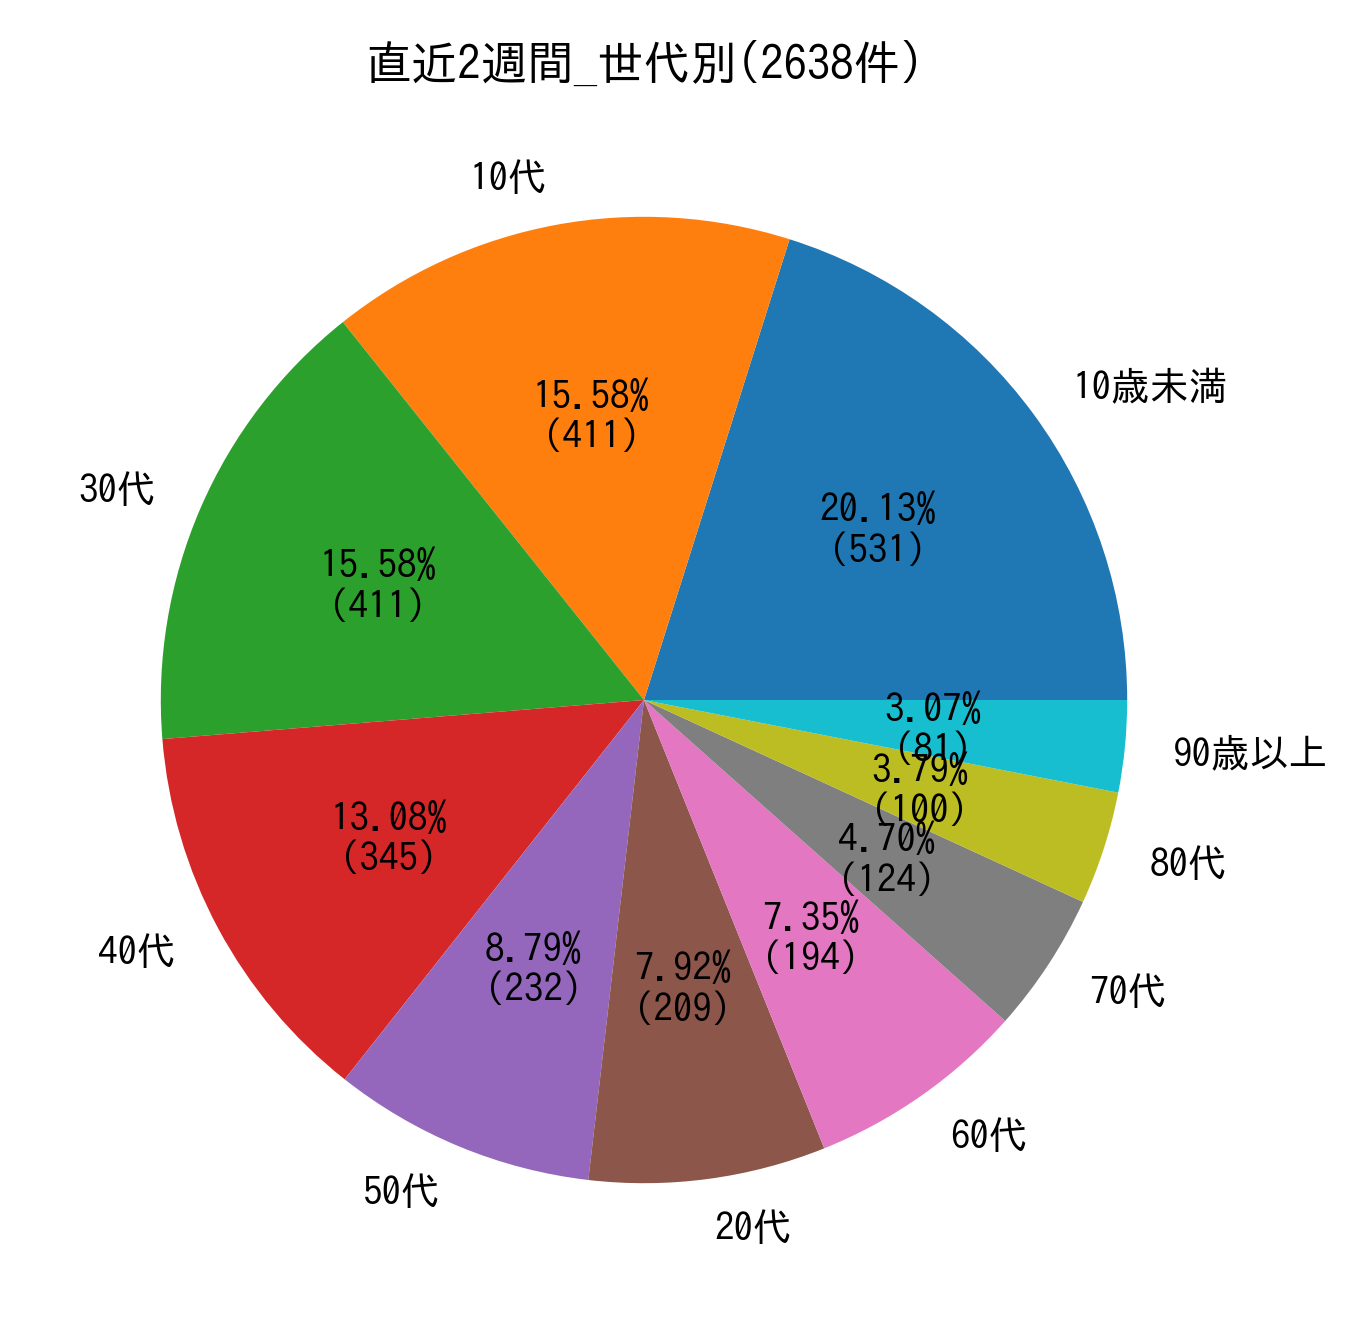 直近2週間_世代別(2638件)
10代
10歳未満
15.58%
(411)
20.13%
(531)
30代
15.58%
(411)
3.07%
(81)
90歳以上
3.79%
(100)
80代
13.08%
(345)
4.70%
(124)
40代
8.79%
(232)
7.92%
(209)
7.35%
(194)
70代
60代
50代
20代